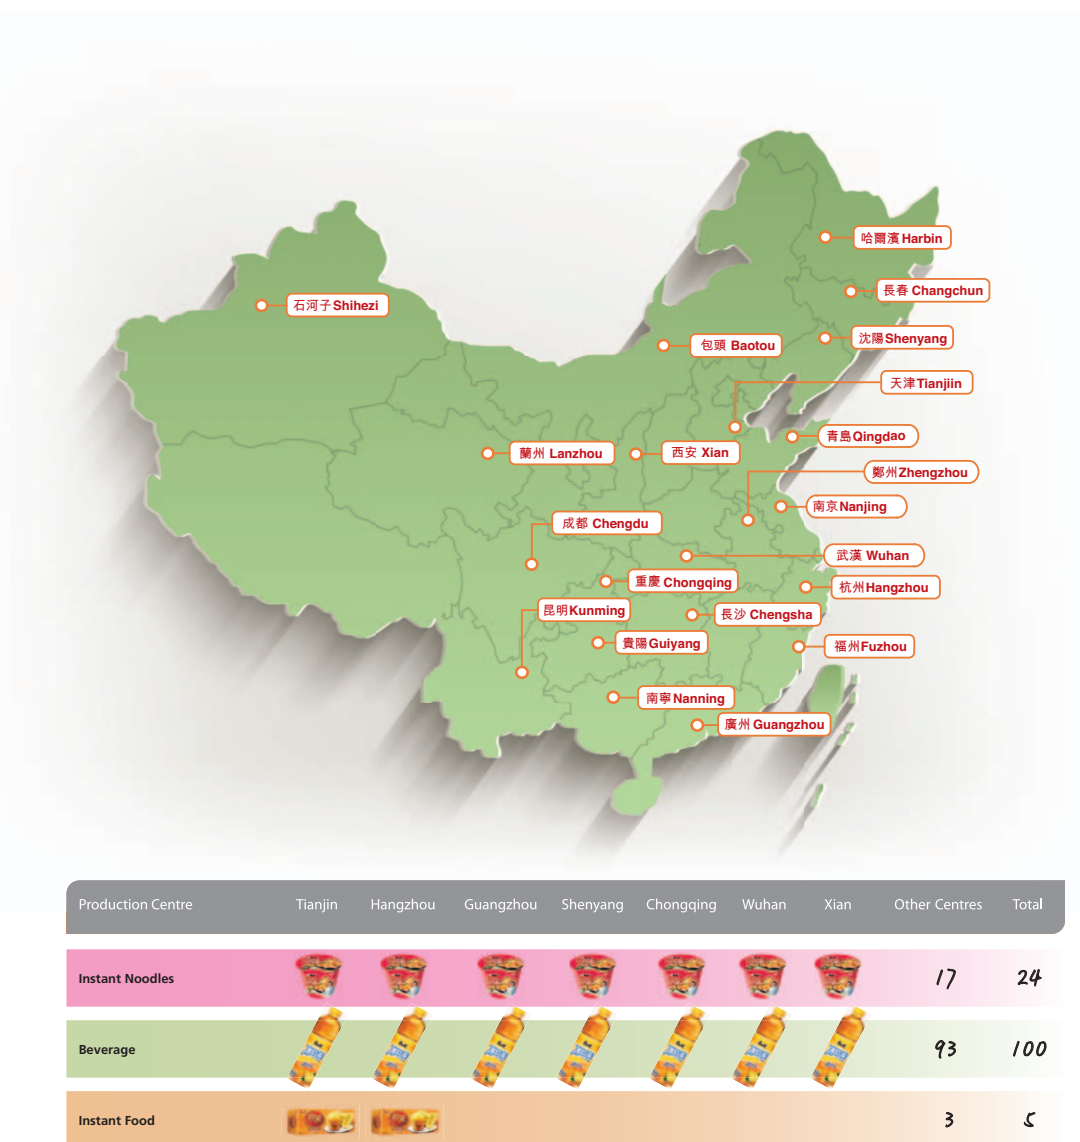 哈爾濱 Harbin
長春 Changchun
石河子 Shihezi
沈陽 Shenyang
包頭 Baotou
天津 Tianjin
青島 Qingdao
蘭州 Lanzhou
西安 Xian
鄭州 Zhengzhou
南京 Nanjing
成都 Chengdu
武漢 Wuhan
重慶 Chongqing
杭州 Hangzhou
昆明 Kunming
長沙 Chengsha
貴陽 Guiyang
福州 Fuzhou
南寧 Nanning
廣州 Guangzhou
Production Centre Tianjin Hangzhou Guangzhou Shenyang Chongqing Wuhan Xian Other Centres Total
Instant Noodles 17 24
Beverage 93 100
Instant Food 3 5